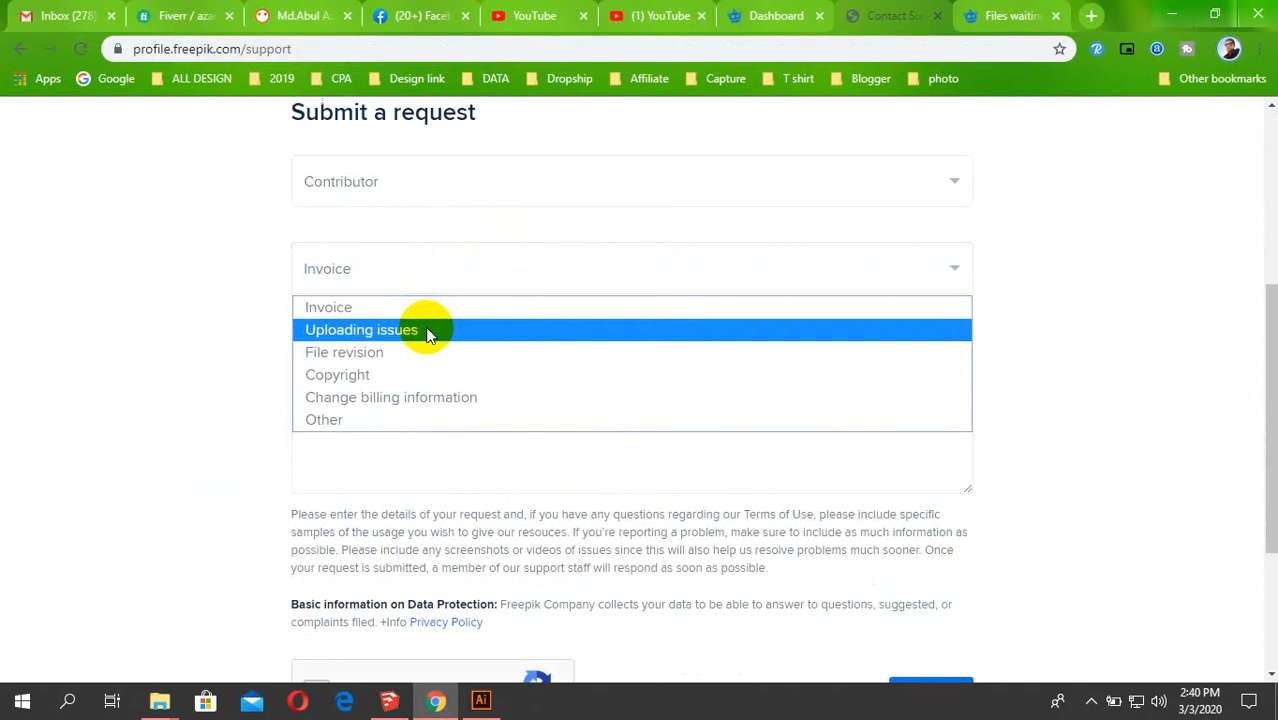 Inbox (278)
Fiverr / aza
Md.Abul A
(20+) Face
YouTube
(1) YouTube
Dashboard
Contact Su
Files waitin
profile.freepik.com/support
Apps
Google
ALL DESIGN
2019
CPA
Design link
DATA
Dropship
Affiliate
Capture
T shirt
Blogger
photo
Other bookmarks
Submit a request
Contributor
Invoice
Invoice
Uploading issues
File revision
Copyright
Change billing information
Other
Please enter the details of your request and, if you have any questions regarding our Terms of Use, please include specific
samples of the usage you wish to give our resouces. If you're reporting a problem, make sure to include as much information as
possible. Please include any screenshots or videos of issues since this will also help us resolve problems much sooner. Once
your request is submitted, a member of our support staff will respond as soon as possible.
Basic information on Data Protection: Freepik Company collects your data to be able to answer to questions, suggested, or
complaints filed. +Info Privacy Policy
Ai
2:40 PM
3/3/2020